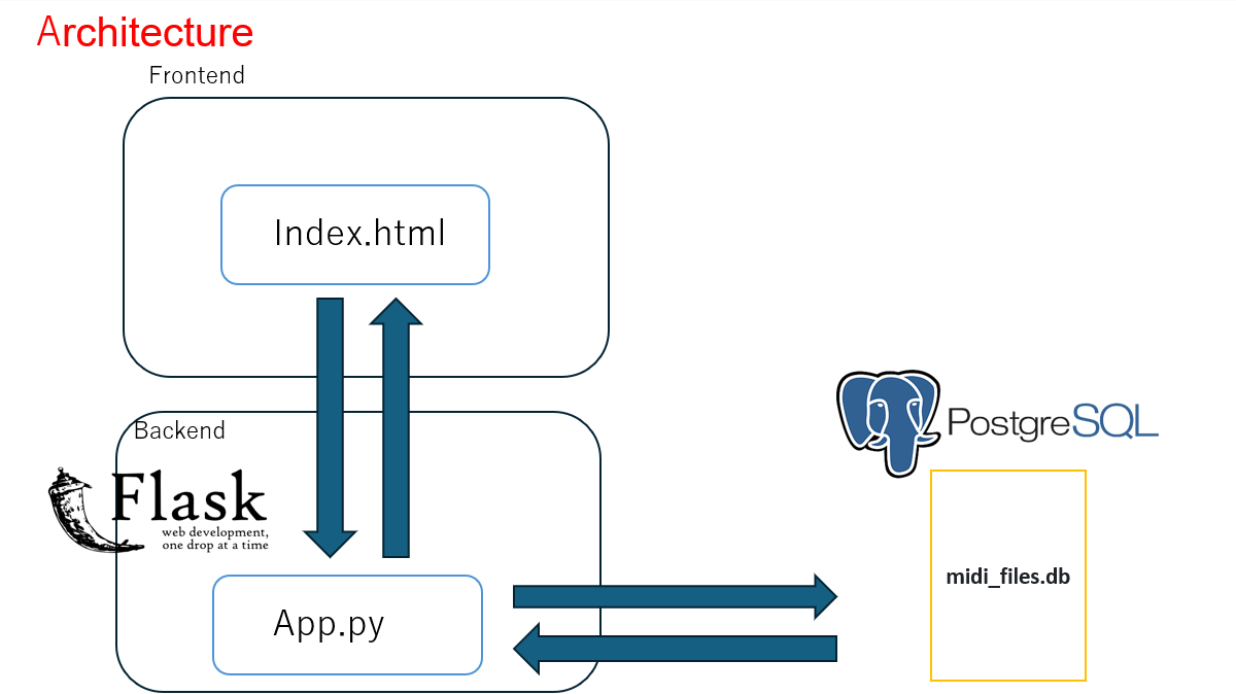 Architecture
Frontend
Index.html
Backend
Flask
web development,
one drop at a time
App.py
PostgreSQL
midi_files.db